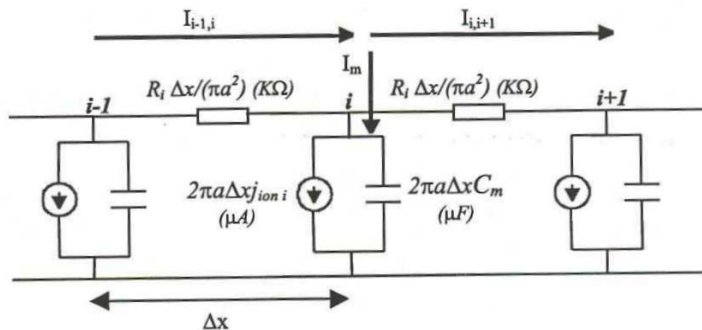 I_{i-1,i}
I_{i,i+1}
I_m
R_i Δx/(πa²) (KΩ)
R_i Δx/(πa²) (KΩ)
i-1
i
i+1
2πaΔxj_{ion i}
(μA)
2πaΔxC_m
(μF)
Δx